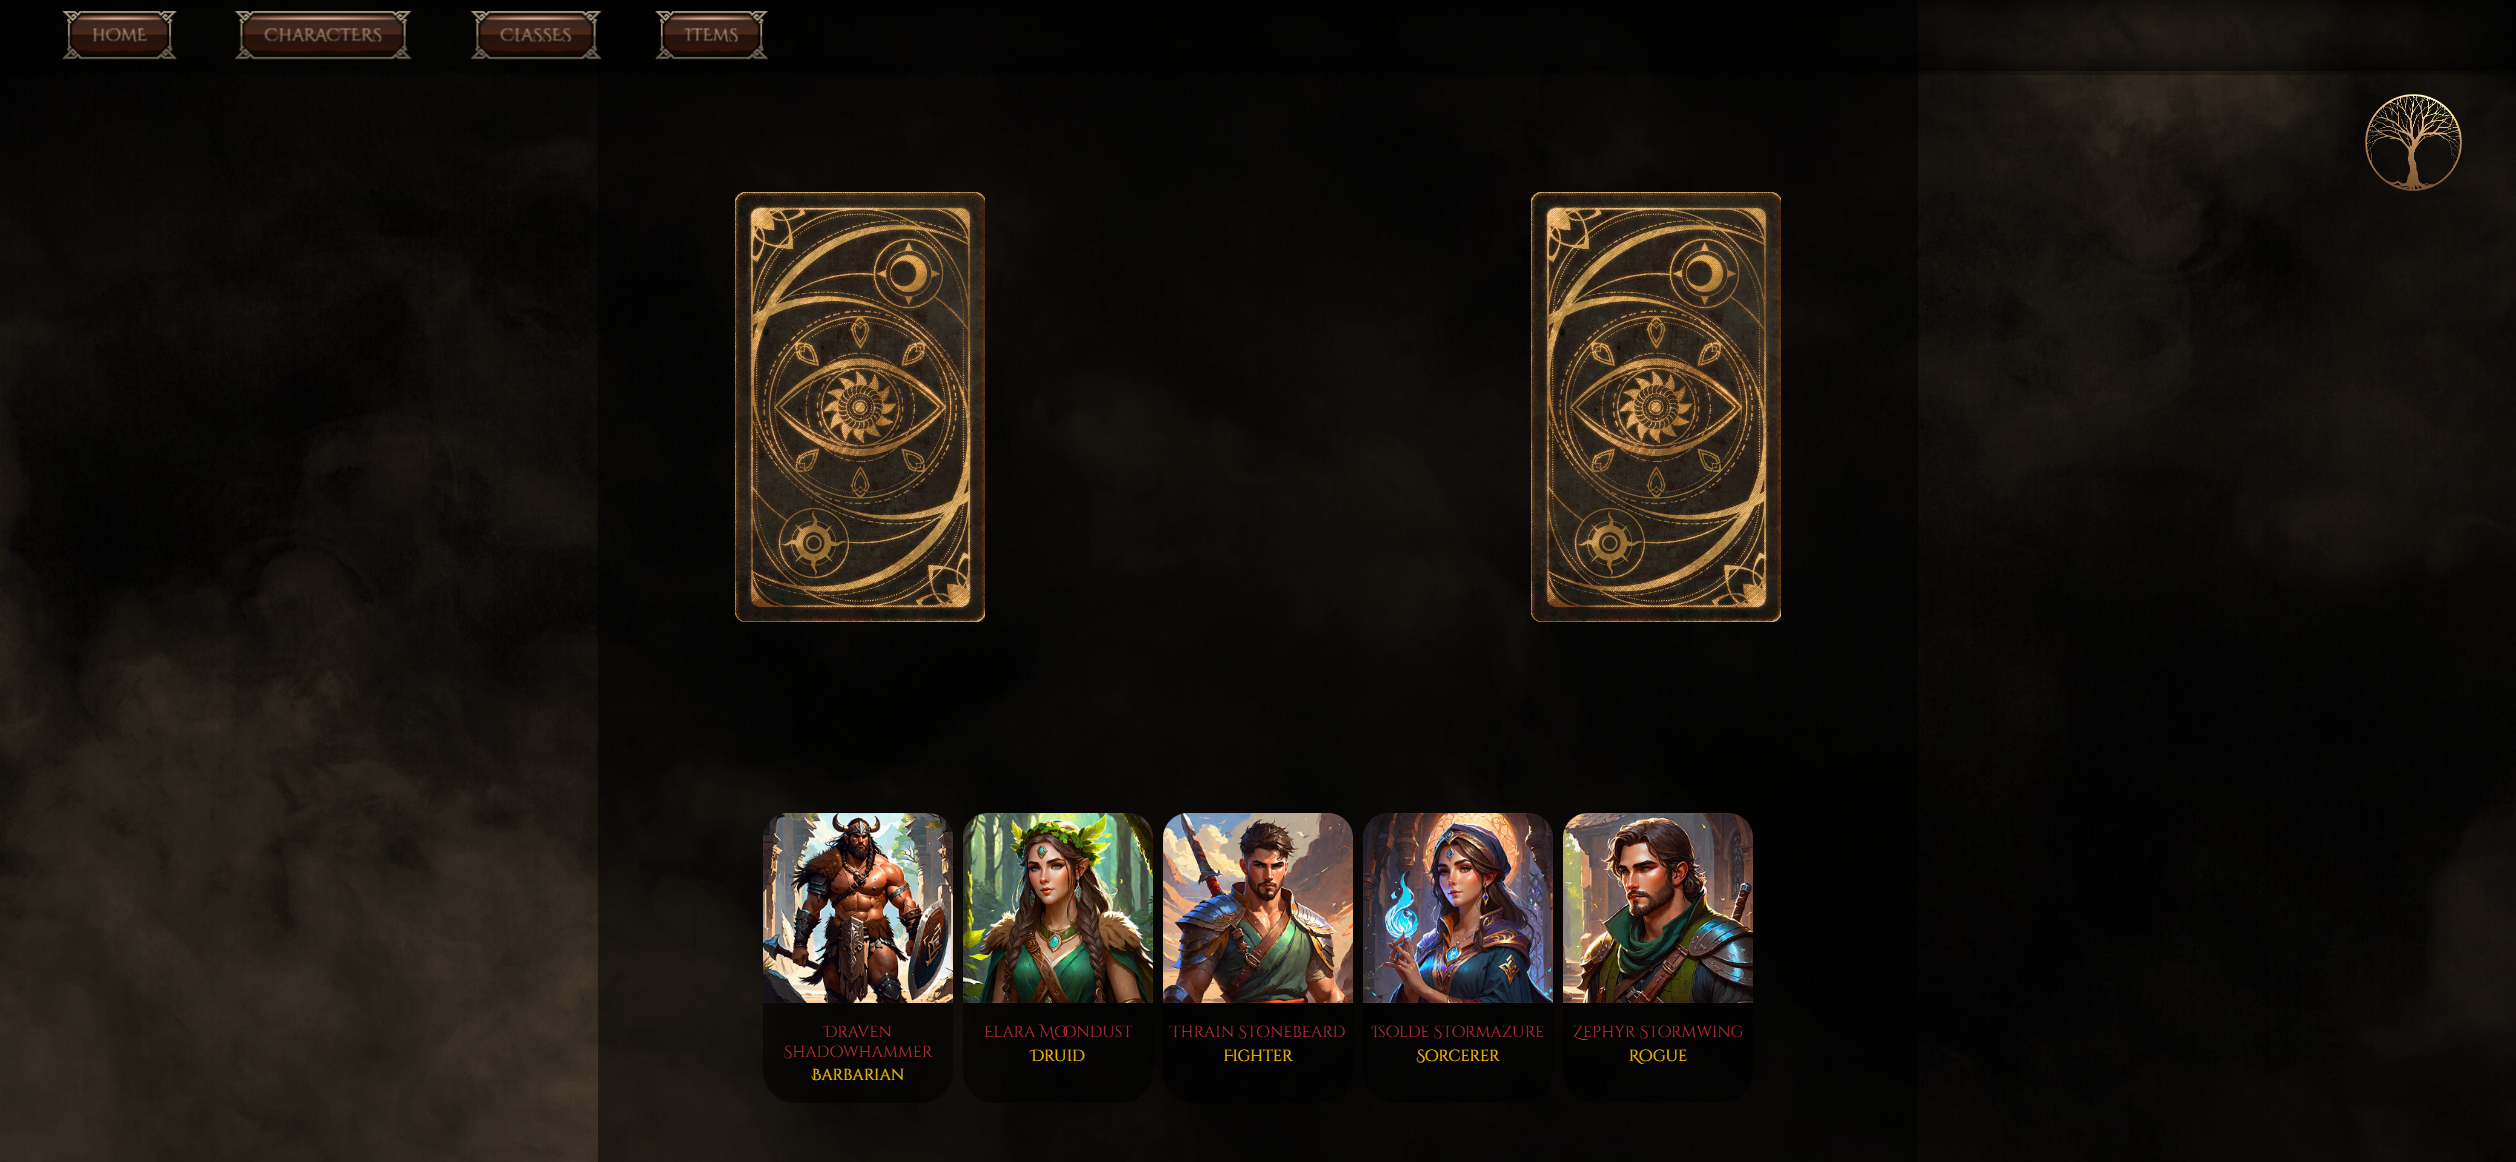 HOME
CHARACTERS
CLASSES
ITEMS
DRAVEN
SHADOWHAMMER
BARBARIAN
ELARA MOONDUST
DRUID
THRAIN STONEBEARD
FIGHTER
ISOLDE STORMAZURE
SORCERER
ZEPHYR STORMWING
ROGUE